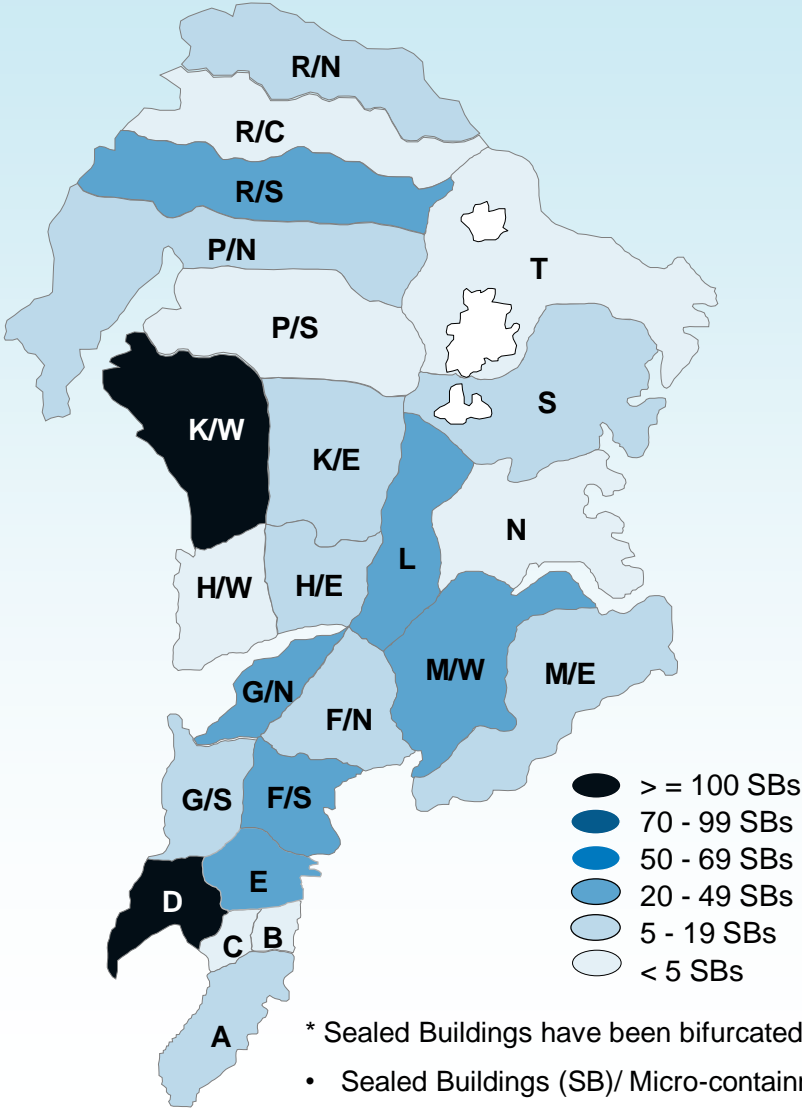 R/N
R/C
R/S
P/N
T
P/S
S
K/W
K/E
N
L
H/W
H/E
M/W
M/E
G/N
F/N
G/S
F/S
E
D
C
B
A
> = 100 SBs
70 - 99 SBs
50 - 69 SBs
20 - 49 SBs
5 - 19 SBs
< 5 SBs
* Sealed Buildings have been bifurcated
• Sealed Buildings (SB)/ Micro-contain